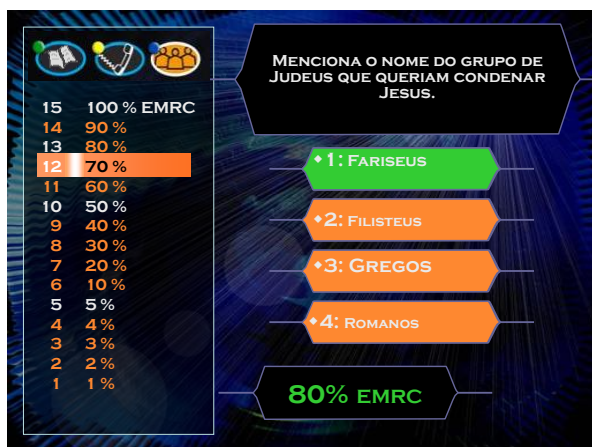 15 100 % EMRC
14 90 %
13 80 %
12 70 %
11 60 %
10 50 %
9 40 %
8 30 %
7 20 %
6 10 %
5 5 %
4 4 %
3 3 %
2 2 %
1 1 %
MENCIONA O NOME DO GRUPO DE
JUDEUS QUE QUERIAM CONDENAR
JESUS.
1: FARISEUS
2: FILISTEUS
3: GREGOS
4: ROMANOS
80% EMRC